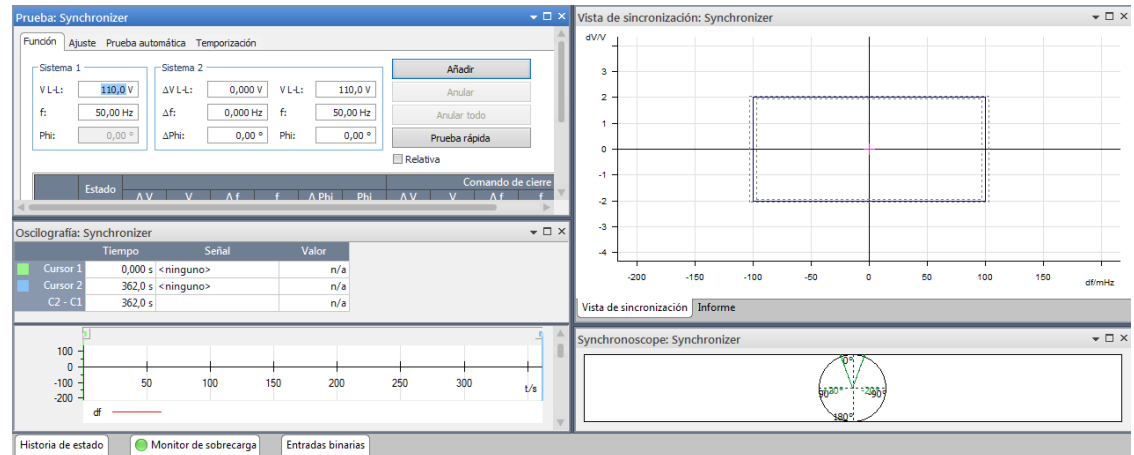 Prueba: Synchronizer
Función Ajuste Prueba automática Temporización
Sistema 1 Sistema 2 Añadir
V L-L: 110,0 V ΔV L-L: 0,000 V V L-L: 110,0 V Anular
f: 50,00 Hz Δf: 0,000 Hz f: 50,00 Hz Anular todo
Phi: 0,00 ° ΔPhi: 0,00 ° Phi: 0,00 ° Prueba rápida
Relativa
Comando de cierre
Estado
Δ V V Δ f f Δ Phi Phi Δ V V Δ f f
Oscilografía: Synchronizer
Tiempo Señal Valor
Cursor 1 0,000 s <ninguno> n/a
Cursor 2 362,0 s <ninguno> n/a
C2 - C1 362,0 s n/a
100
0
-100
-200
50 100 150 200 250 300 t/s
df
Vista de sincronización: Synchronizer
dV/V
3
2
1
0
-1
-2
-3
-4
-200 -150 -100 -50 0 50 100 150
df/mHz
Vista de sincronización Informe
Synchronoscope: Synchronizer
0°
90° -90°
180°
Historia de estado Monitor de sobrecarga Entradas binarias